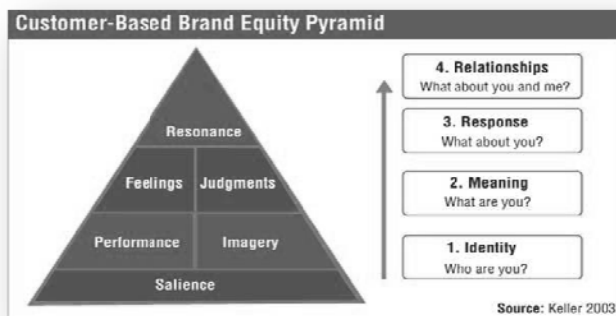 Customer-Based Brand Equity Pyramid
Resonance
Feelings
Judgments
Performance
Imagery
Salience
4. Relationships
What about you and me?
3. Response
What about you?
2. Meaning
What are you?
1. Identity
Who are you?
Source: Keller 2003